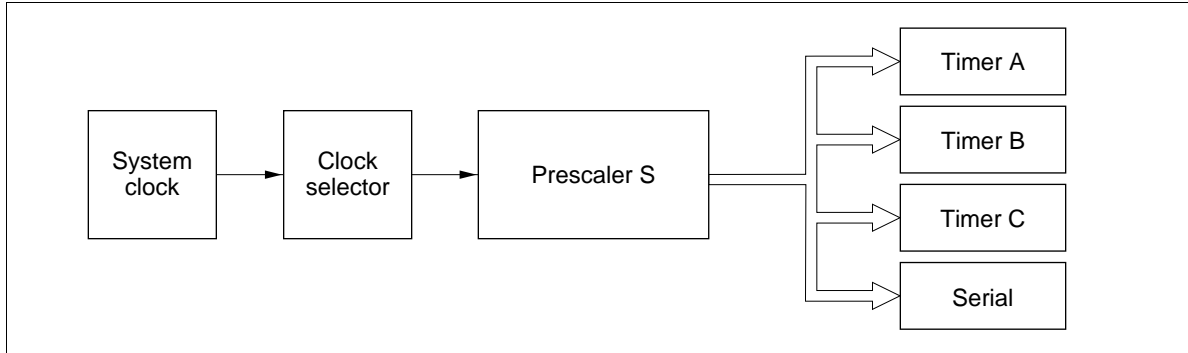 System
clock
Clock
selector
Prescaler S
Timer A
Timer B
Timer C
Serial